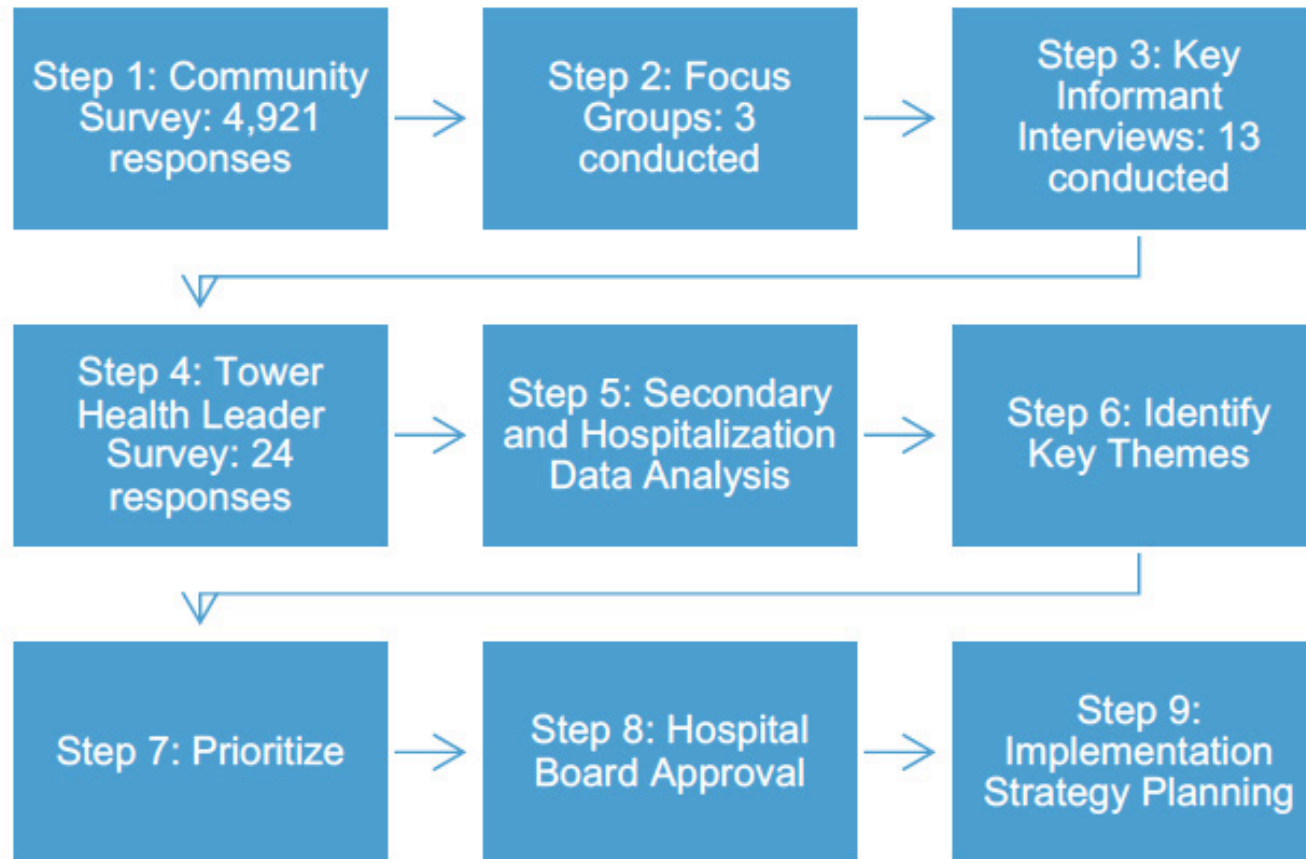 Step 1: Community
Survey: 4,921
responses
Step 2: Focus
Groups: 3
conducted
Step 3: Key
Informant
Interviews: 13
conducted
Step 4: Tower
Health Leader
Survey: 24
responses
Step 5: Secondary
and Hospitalization
Data Analysis
Step 6: Identify
Key Themes
Step 7: Prioritize
Step 8: Hospital
Board Approval
Step 9:
Implementation
Strategy Planning